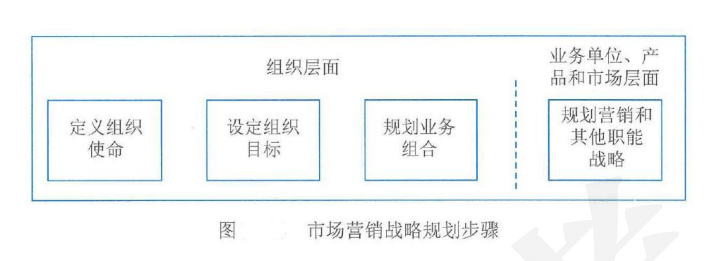 组织层面
业务单位、产
品和市场层面
定义组织
使命
设定组织
目标
规划业务
组合
规划营销和
其他职能
战略
图 市场营销战略规划步骤